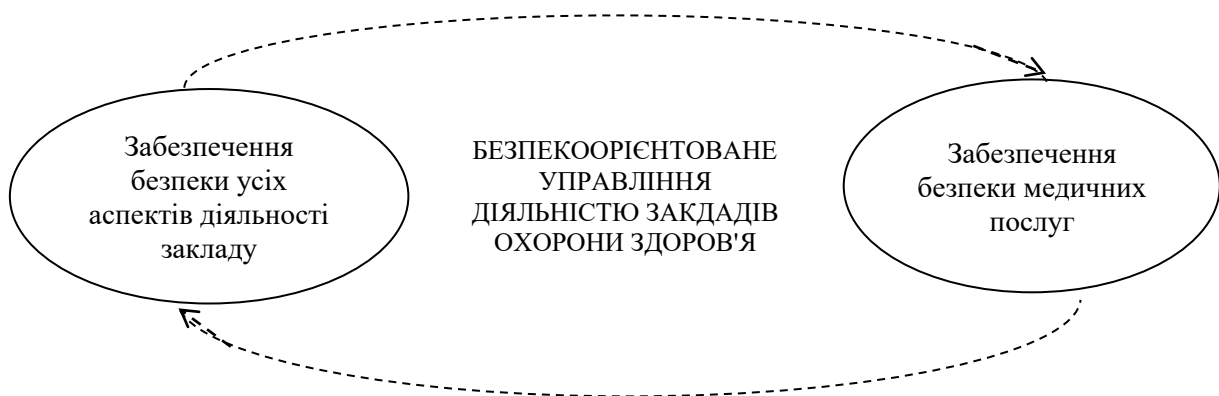 Забезпечення
безпеки усіх
аспектів діяльності
закладу
БЕЗПЕКООРІЄНТОВАНЕ
УПРАВЛІННЯ
ДІЯЛЬНІСТЮ ЗАКДАДІВ
ОХОРОНИ ЗДОРОВ'Я
Забезпечення
безпеки медичних
послуг